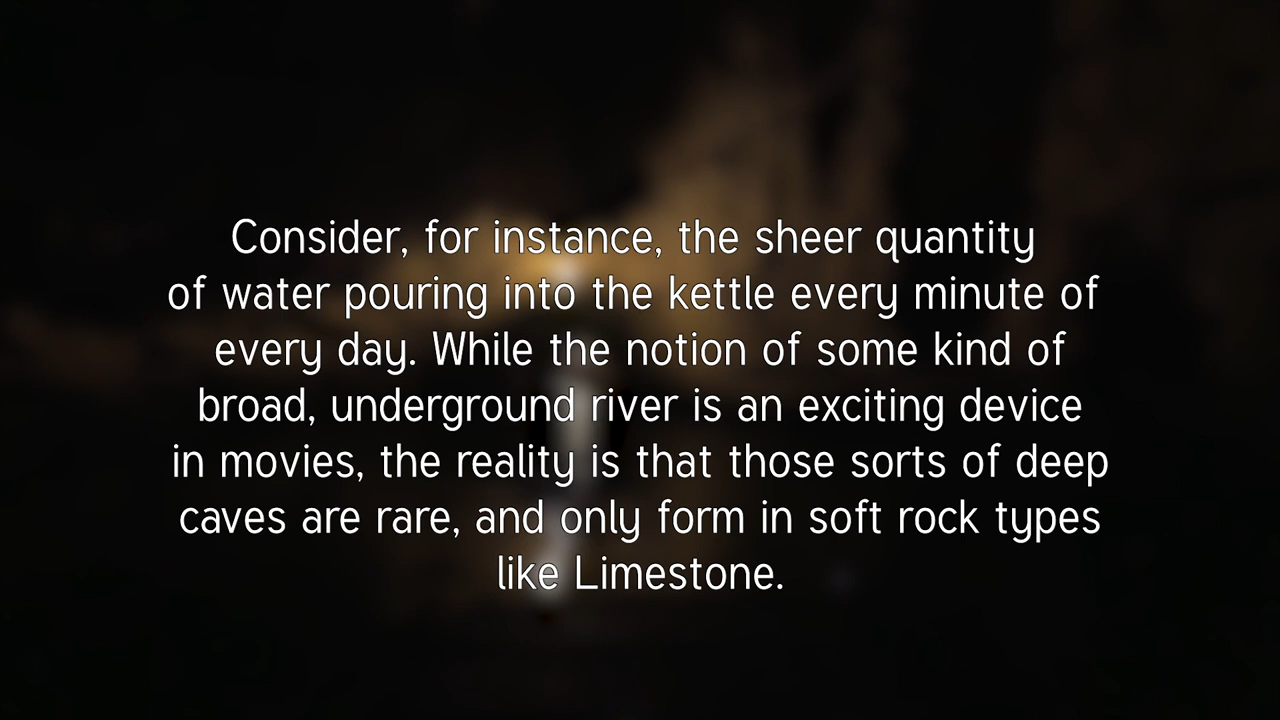 Consider, for instance, the sheer quantity
of water pouring into the kettle every minute of
every day. While the notion of some kind of
broad, underground river is an exciting device
in movies, the reality is that those sorts of deep
caves are rare, and only form in soft rock types
like Limestone.